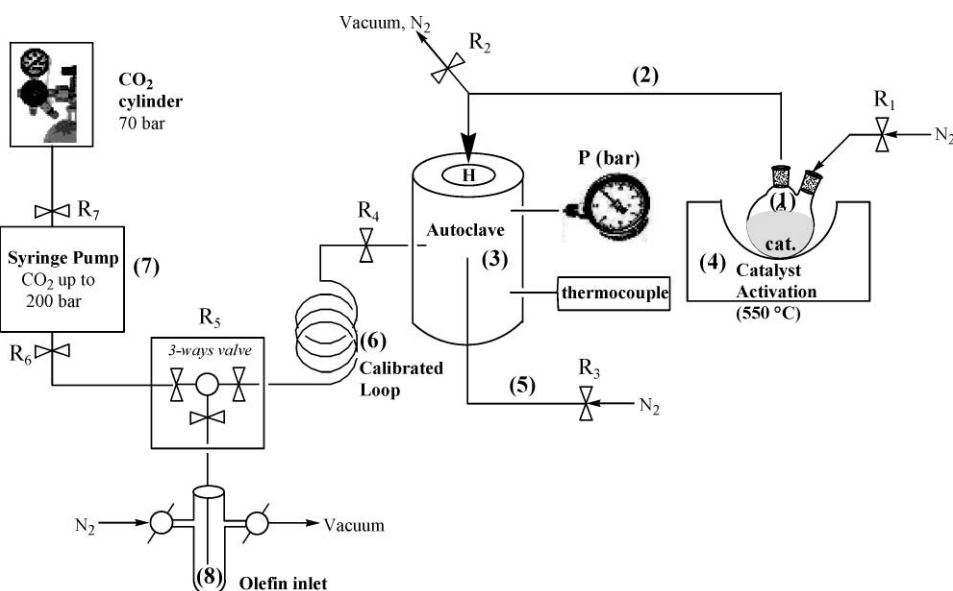 Vacuum, N2
R2
CO2
cylinder
70 bar
(2)
R1
N2
P (bar)
H
R7
R4
Autoclave
(3)
(1)
cat.
(4)
Catalyst
Activation
(550 °C)
thermocouple
Syringe Pump
CO2 up to
200 bar
(7)
R5
3-ways valve
R6
(6)
Calibrated
Loop
R3
(5)
N2
N2
Vacuum
(8)
Olefin inlet